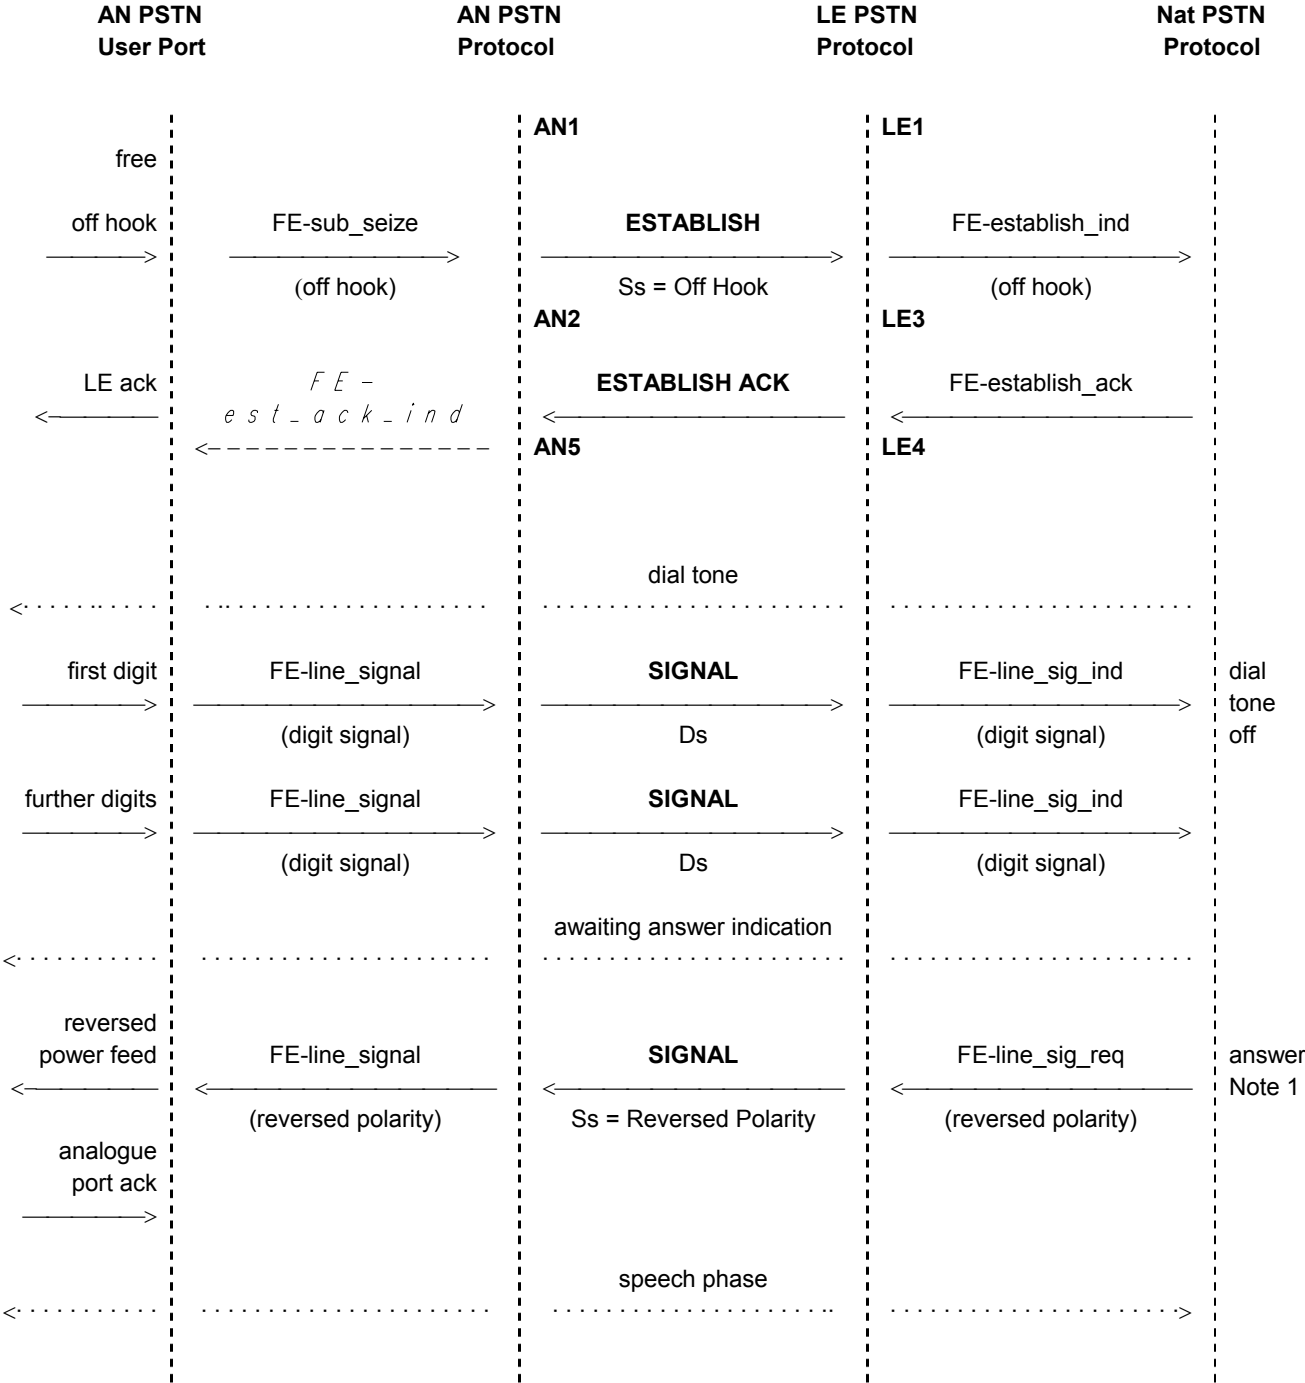 AN PSTN AN PSTN LE PSTN Nat PSTN
User Port Protocol Protocol Protocol
AN1 LE1
free
off hook FE-sub_seize ESTABLISH FE-establish_ind
(off hook) Ss = Off Hook (off hook)
AN2 LE3
LE ack FE- ESTABLISH ACK FE-establish_ack
est_ack_ind
AN5 LE4
dial tone
first digit FE-line_signal SIGNAL FE-line_sig_ind dial
tone
(digit signal) Ds (digit signal) off
further digits FE-line_signal SIGNAL FE-line_sig_ind
(digit signal) Ds (digit signal)
awaiting answer indication
reversed
power feed FE-line_signal SIGNAL FE-line_sig_req answer
Note 1
(reversed polarity) Ss = Reversed Polarity (reversed polarity)
analogue
port ack
speech phase